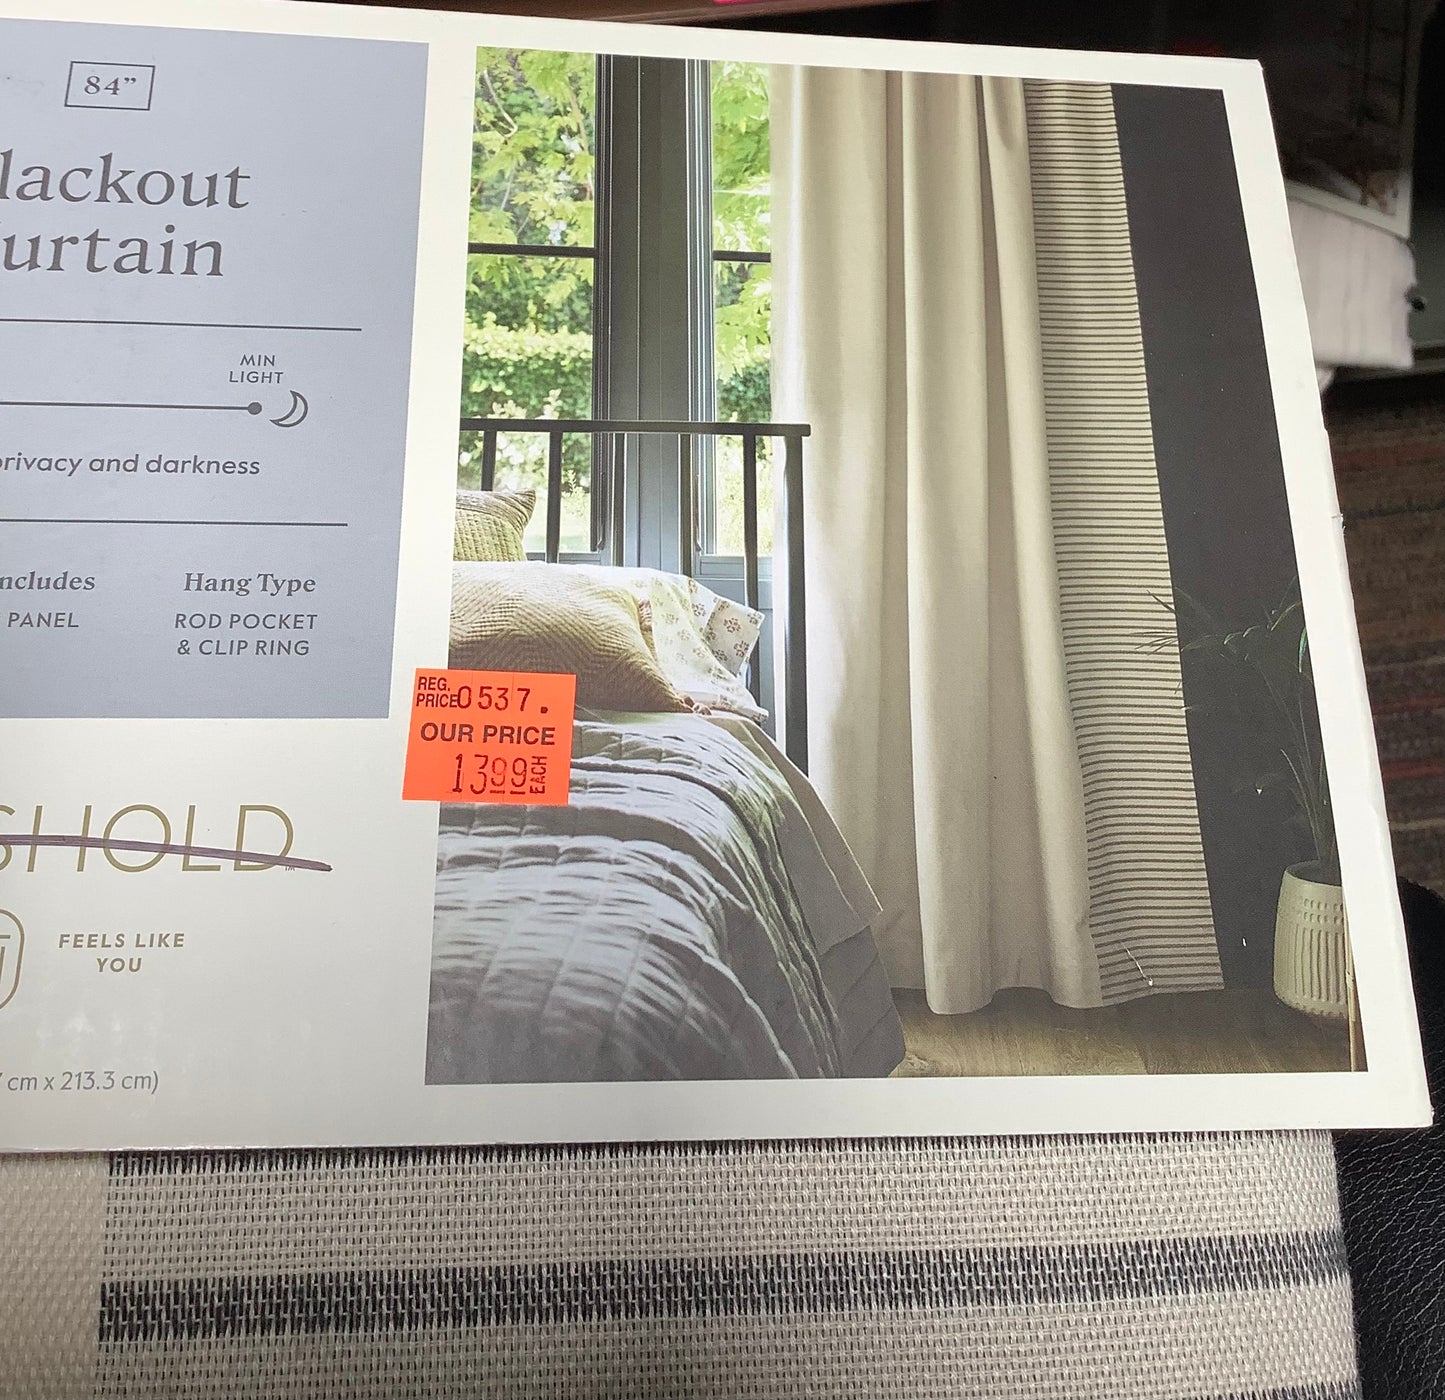 84”
lackout
urtain
MIN
LIGHT
privacy and darkness
ncludes
Hang Type
PANEL
ROD POCKET
& CLIP RING
REG.
PRICE 0537.
OUR PRICE
1399 EACH
SHOLD
FEELS LIKE
YOU
cm x 213.3 cm)